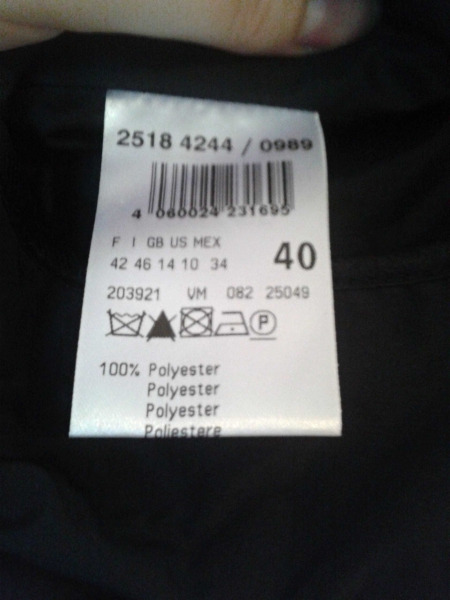 2518 4244 / 0989
4 060024 231695
F I GB US MEX
42 46 14 10 34
40
203921 VM 082 25049
P
100% Polyester
Polyester
Polyester
Poliestere